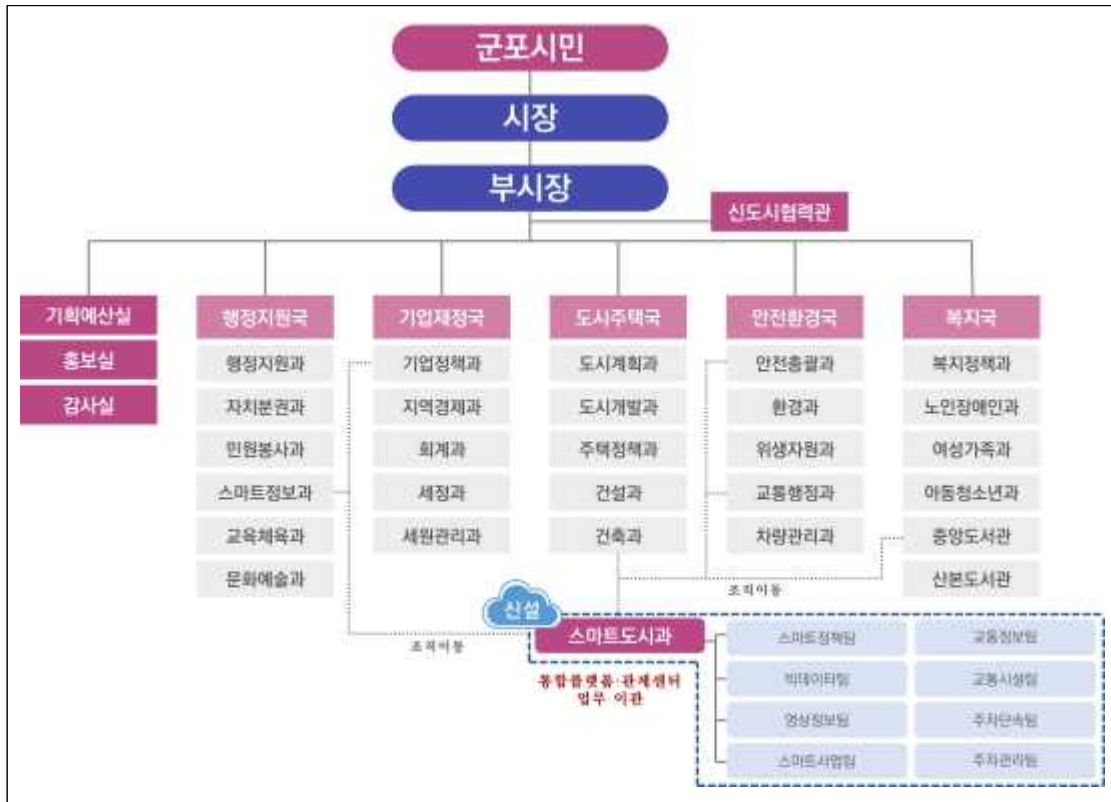 군포시민
시장
부시장
신도시협력관
기획예산실
홍보실
감사실
행정지원국
행정지원과
자치분권과
민원봉사과
스마트정보과
교육체육과
문화예술과
기업재정국
기업정책과
지역경제과
회계과
세정과
세원관리과
도시주택국
도시계획과
도시개발과
주택정책과
건설과
건축과
안전환경국
안전총괄과
환경과
위생자원과
교통행정과
차량관리과
복지국
복지정책과
노인장애인과
여성가족과
아동청소년과
중앙도서관
산본도서관
조직이동
조직이동
신설
스마트도시과
통합플랫폼·관제센터
업무 이관
스마트정책팀
빅데이터팀
영상정보팀
스마트사업팀
교통정보팀
교통시설팀
주차단속팀
주차관리팀